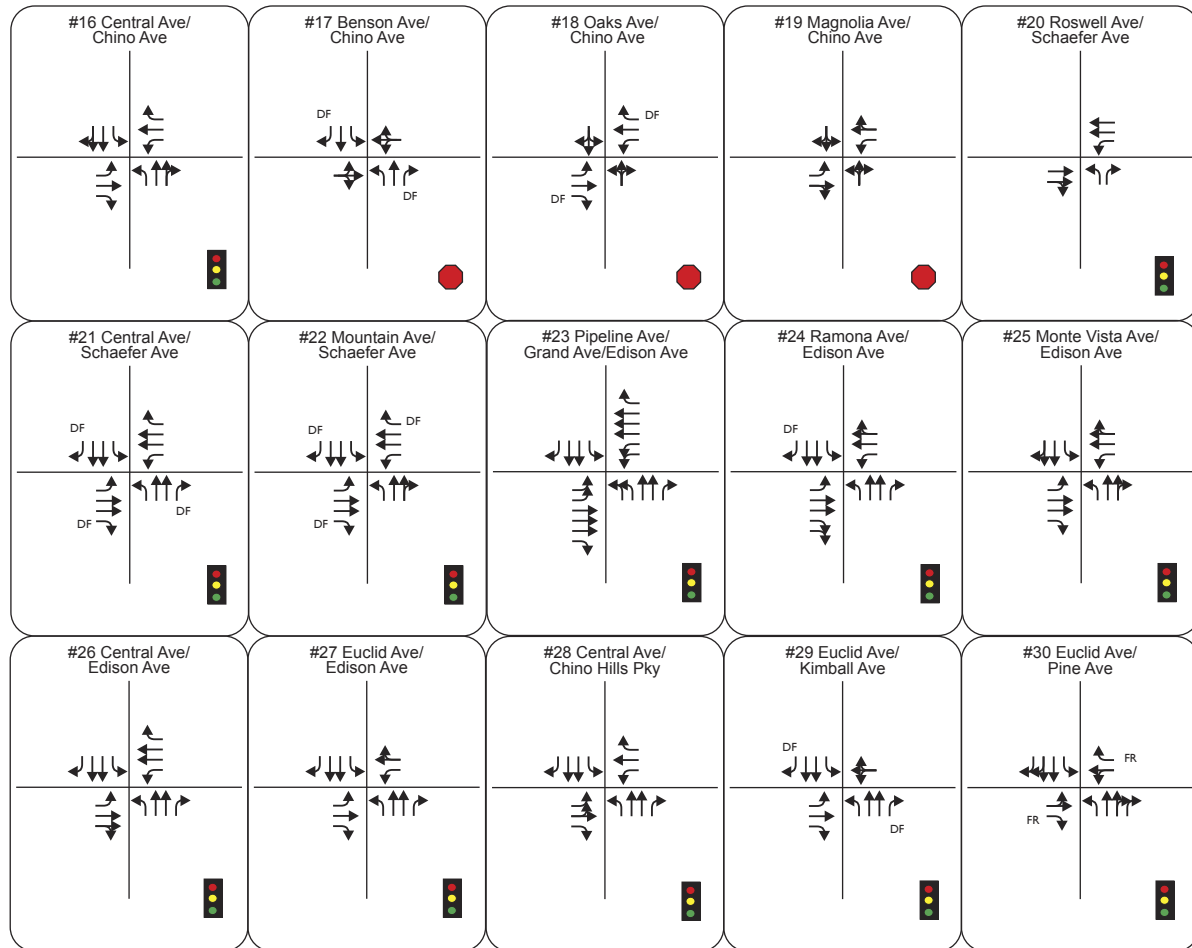 #16 Central Ave/
Chino Ave
#17 Benson Ave/
Chino Ave
DF
DF
#18 Oaks Ave/
Chino Ave
DF
DF
#19 Magnolia Ave/
Chino Ave
#20 Roswell Ave/
Schaefer Ave
#21 Central Ave/
Schaefer Ave
DF
DF
DF
#22 Mountain Ave/
Schaefer Ave
DF
DF
DF
#23 Pipeline Ave/
Grand Ave/Edison Ave
#24 Ramona Ave/
Edison Ave
DF
#25 Monte Vista Ave/
Edison Ave
#26 Central Ave/
Edison Ave
#27 Euclid Ave/
Edison Ave
#28 Central Ave/
Chino Hills Pky
#29 Euclid Ave/
Kimball Ave
DF
DF
#30 Euclid Ave/
Pine Ave
FR
FR